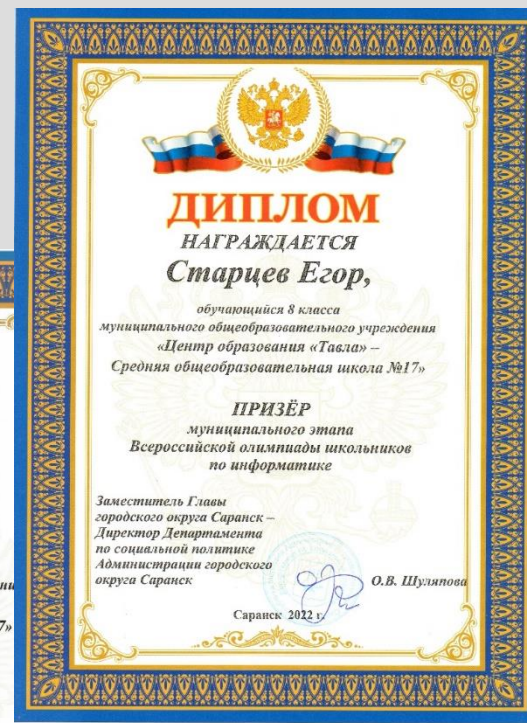 ДИПЛОМ
НАГРАЖДАЕТСЯ
Старцев Егор,
обучающийся 8 класса
муниципального общеобразовательного учреждения
«Центр образования «Тавла» –
Средняя общеобразовательная школа №17»
ПРИЗЁР
муниципального этапа
Всероссийской олимпиады школьников
по информатике
Заместитель Главы
городского округа Саранск –
Директор Департамента
по социальной политике
Администрации городского
округа Саранск
О.В. Шуляпова
Саранск 2022 г.
7»